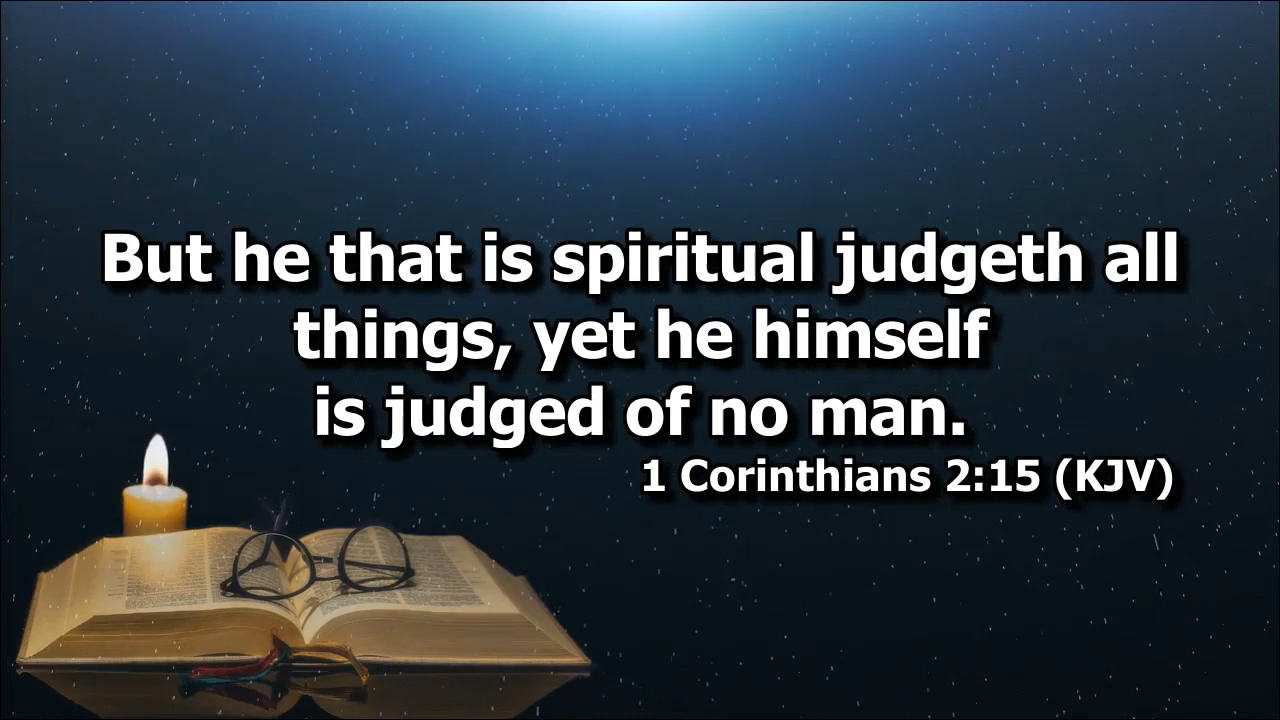 But he that is spiritual judgeth all
things, yet he himself
is judged of no man.
1 Corinthians 2:15 (KJV)